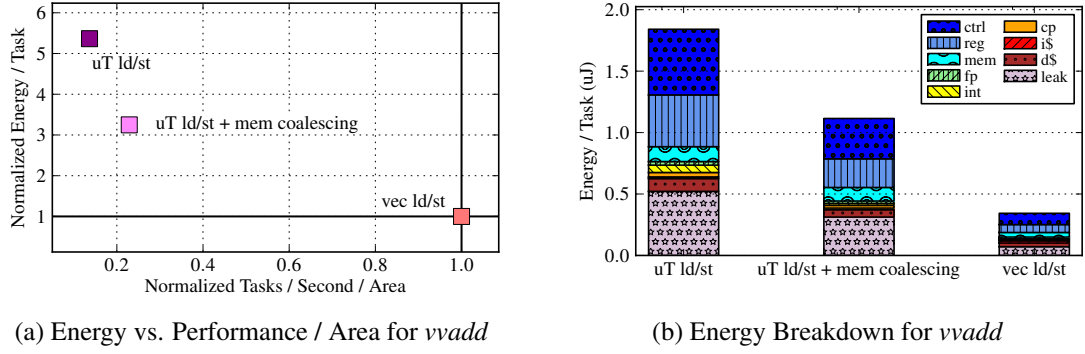 6
5
4
3
2
1
0.2 0.4 0.6 0.8 1.0
Normalized Energy / Task
Normalized Tasks / Second / Area
uT ld/st
uT ld/st + mem coalescing
vec ld/st
(a) Energy vs. Performance / Area for vvadd
2.0
1.5
1.0
0.5
0.0
Energy / Task (uJ)
ctrl cp
reg i$
mem d$
fp leak
int
uT ld/st uT ld/st + mem coalescing vec ld/st
(b) Energy Breakdown for vvadd